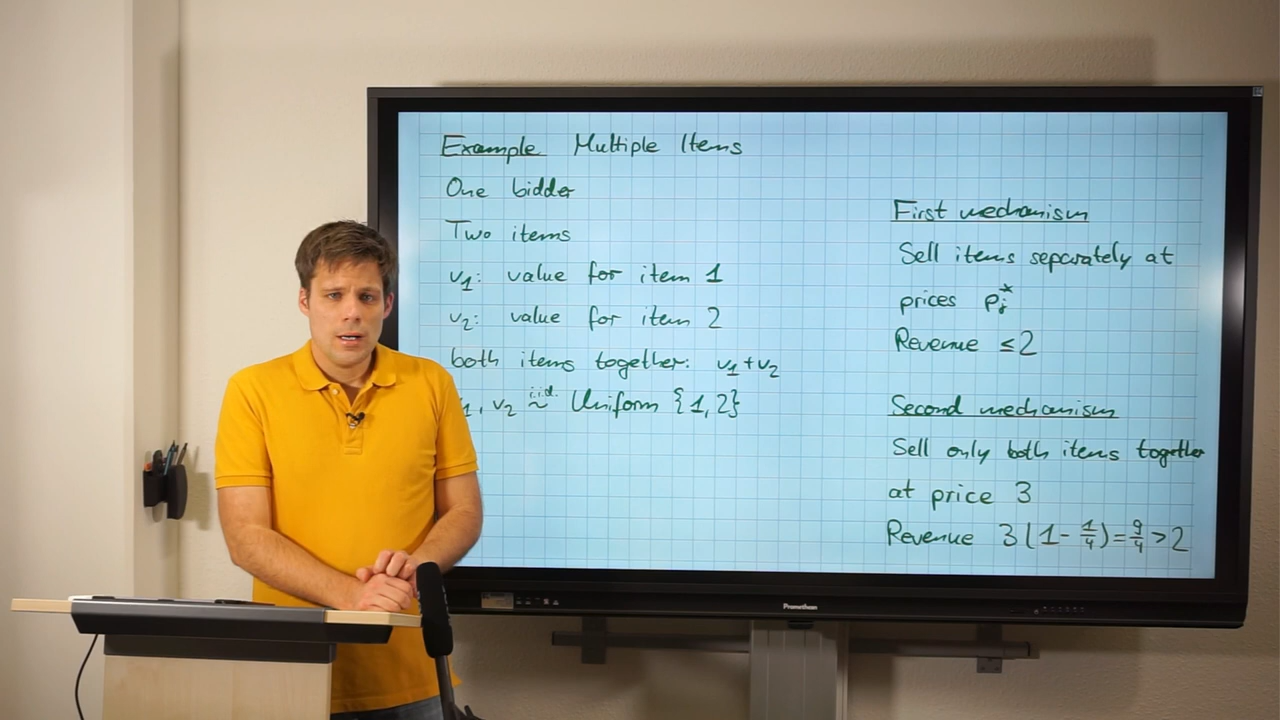 Example Multiple Items
One bidder
Two items
v₁: value for item 1
v₂: value for item 2
both items together: v₁+v₂
, v₂ i.i.d. ~ Uniform {1,2}
First mechanism
Sell items separately at
prices pⱼ*
Revenue ≤2
Second mechanism
Sell only both items together
at price 3
Revenue 3(1-1/4)=9/4>2
Promethean